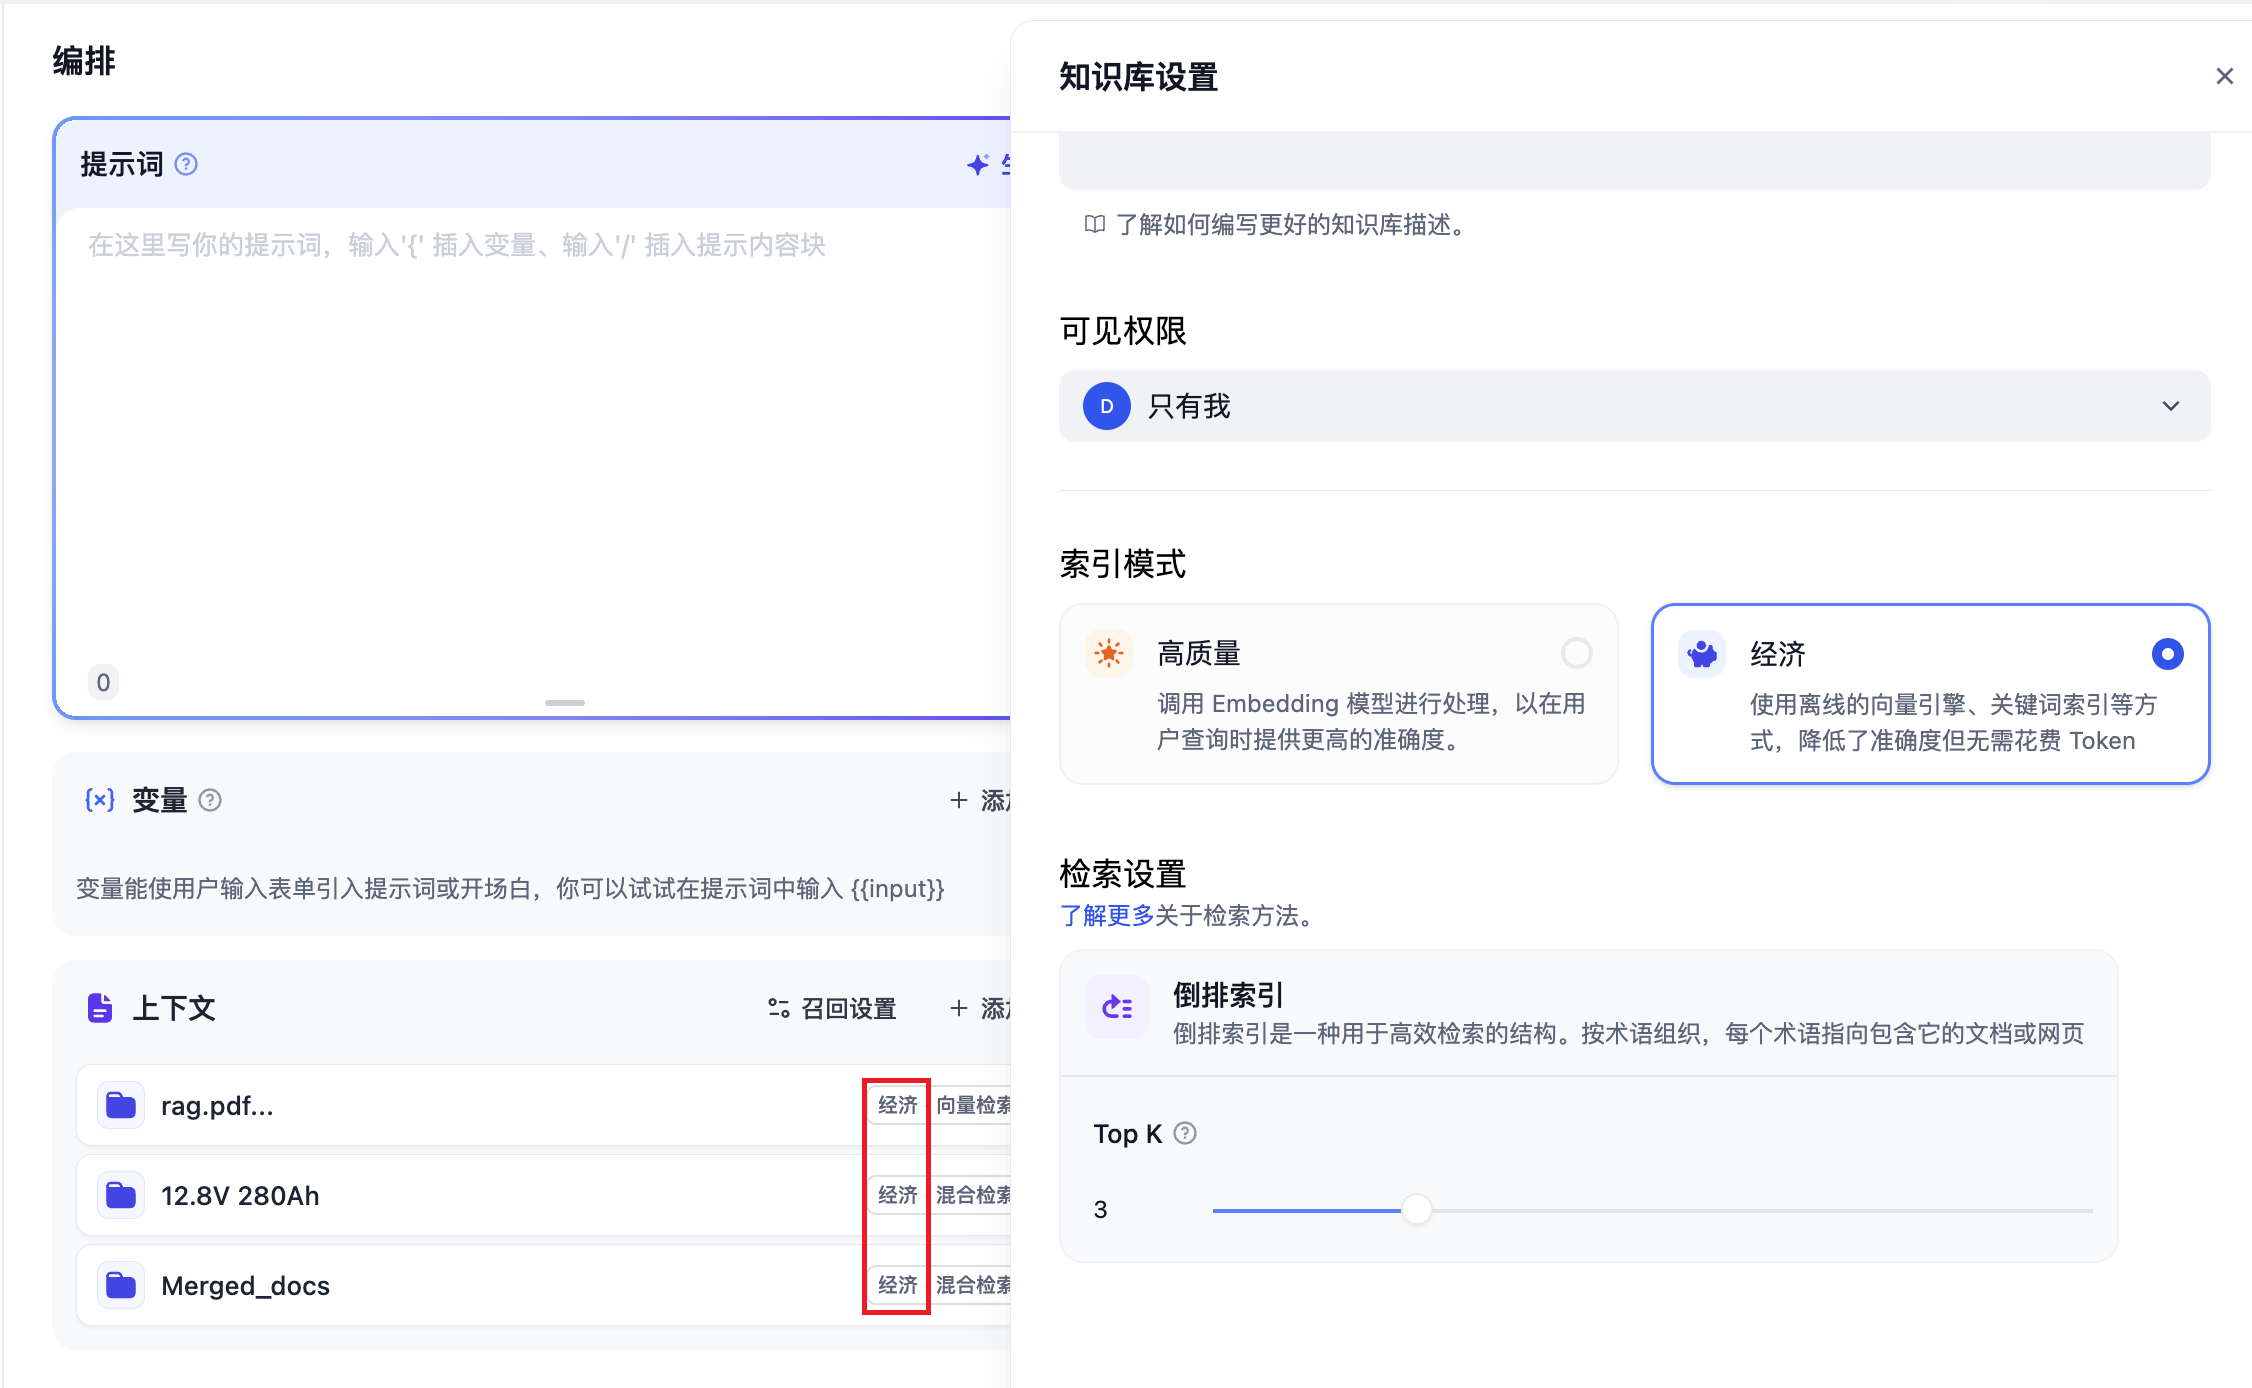 编排
提示词
在这里写你的提示词，输入'{' 插入变量、输入'/' 插入提示内容块
0
变量
+ 添加
变量能使用户输入表单引入提示词或开场白，你可以试试在提示词中输入 {{input}}
上下文
召回设置
+ 添加
rag.pdf...
经济 · 向量检索
12.8V 280Ah
经济 · 混合检索
Merged_docs
经济 · 混合检索
知识库设置
了解如何编写更好的知识库描述。
可见权限
D 只有我
索引模式
高质量
调用 Embedding 模型进行处理，以在用
户查询时提供更高的准确度。
经济
使用离线的向量引擎、关键词索引等方
式，降低了准确度但无需花费 Token
检索设置
了解更多关于检索方法。
倒排索引
倒排索引是一种用于高效检索的结构。按术语组织，每个术语指向包含它的文档或网页
Top K
3